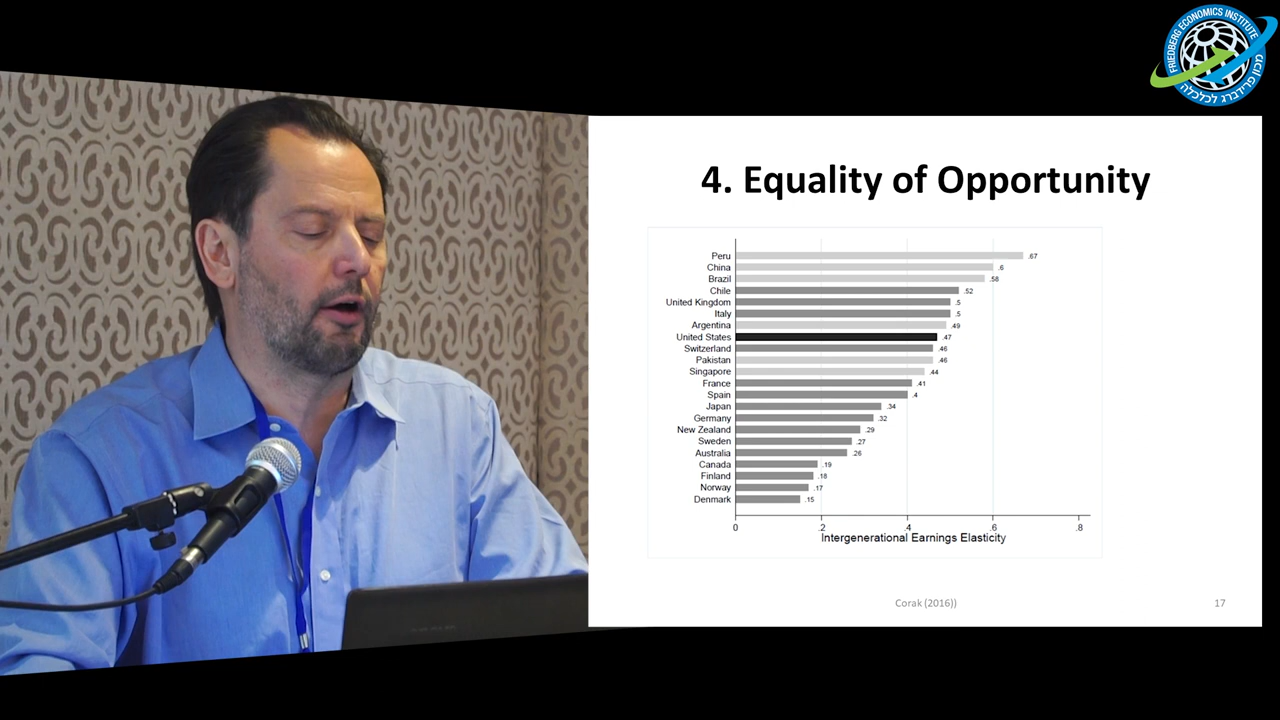 FRIEDBERG ECONOMICS INSTITUTE
מכון פרידברג לכלכלה
4. Equality of Opportunity
Peru .67
China .6
Brazil .58
Chile .52
United Kingdom .5
Italy .5
Argentina .49
United States .47
Switzerland .46
Pakistan .46
Singapore .44
France .41
Spain .4
Japan .34
Germany .32
New Zealand .29
Sweden .27
Australia .26
Canada .19
Finland .18
Norway .17
Denmark .15
0 .2 .4 .6 .8
Intergenerational Earnings Elasticity
Corak (2016))
17